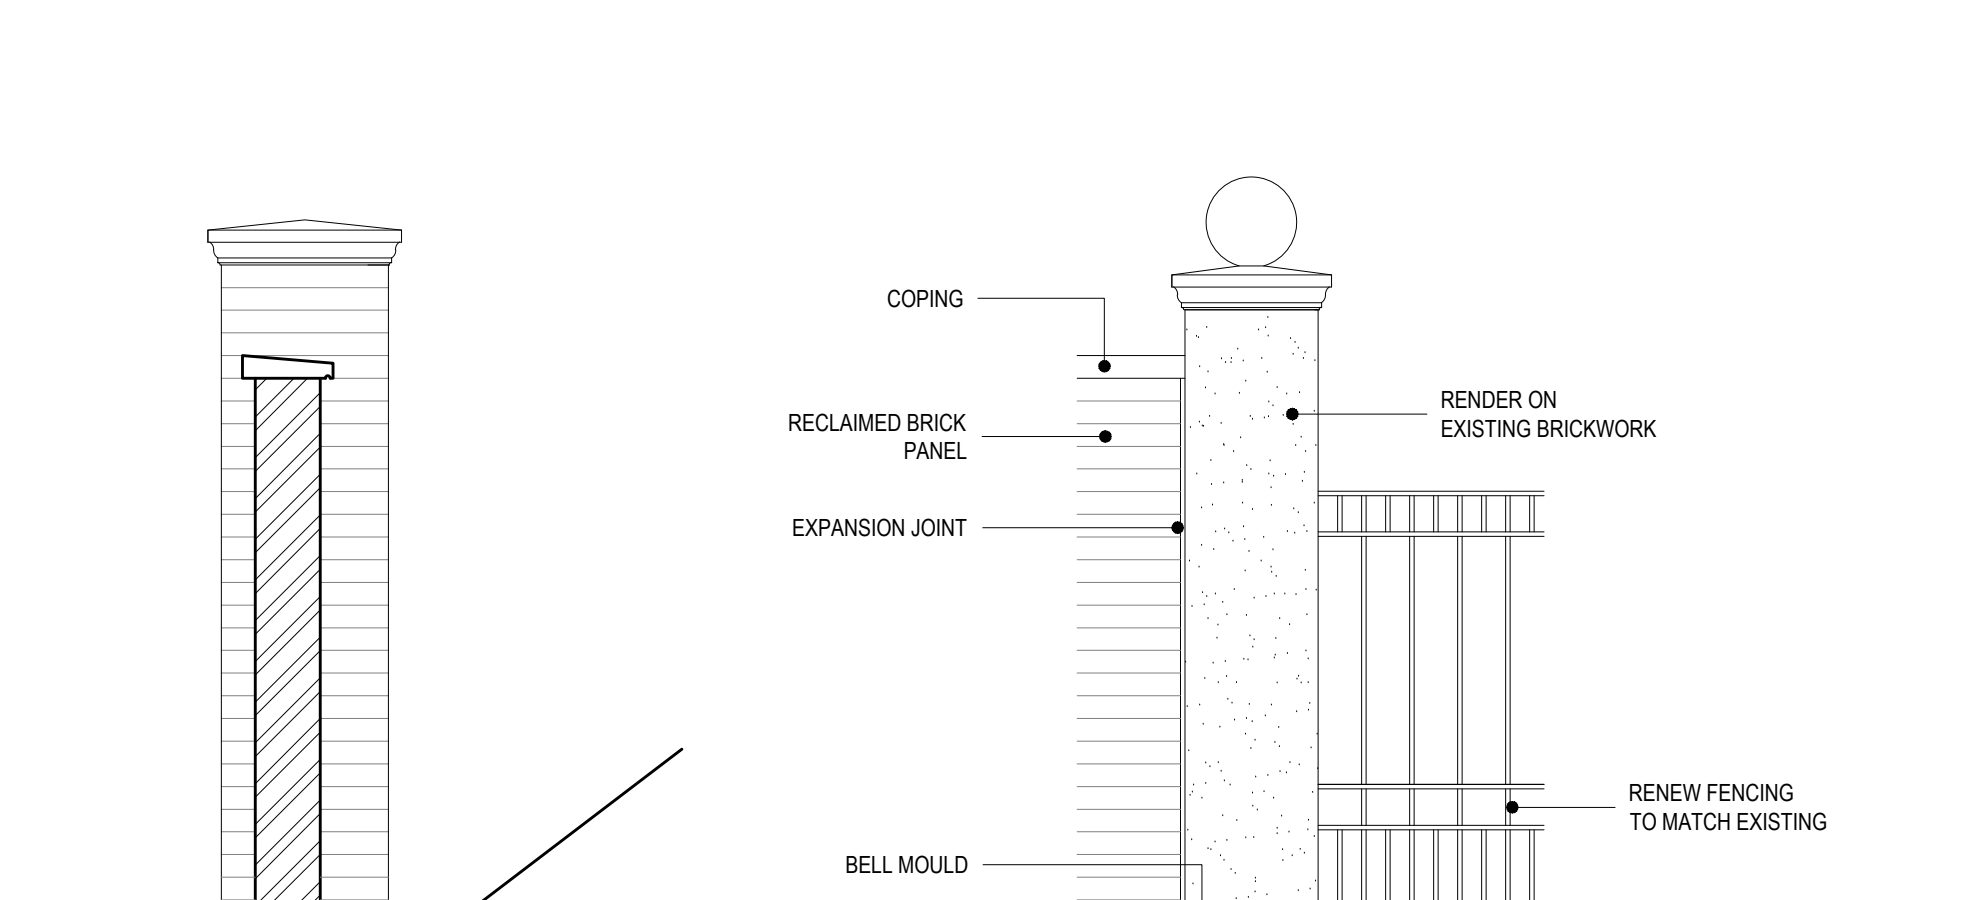 COPING
RECLAIMED BRICK
PANEL
EXPANSION JOINT
BELL MOULD
RENDER ON
EXISTING BRICKWORK
RENEW FENCING
TO MATCH EXISTING